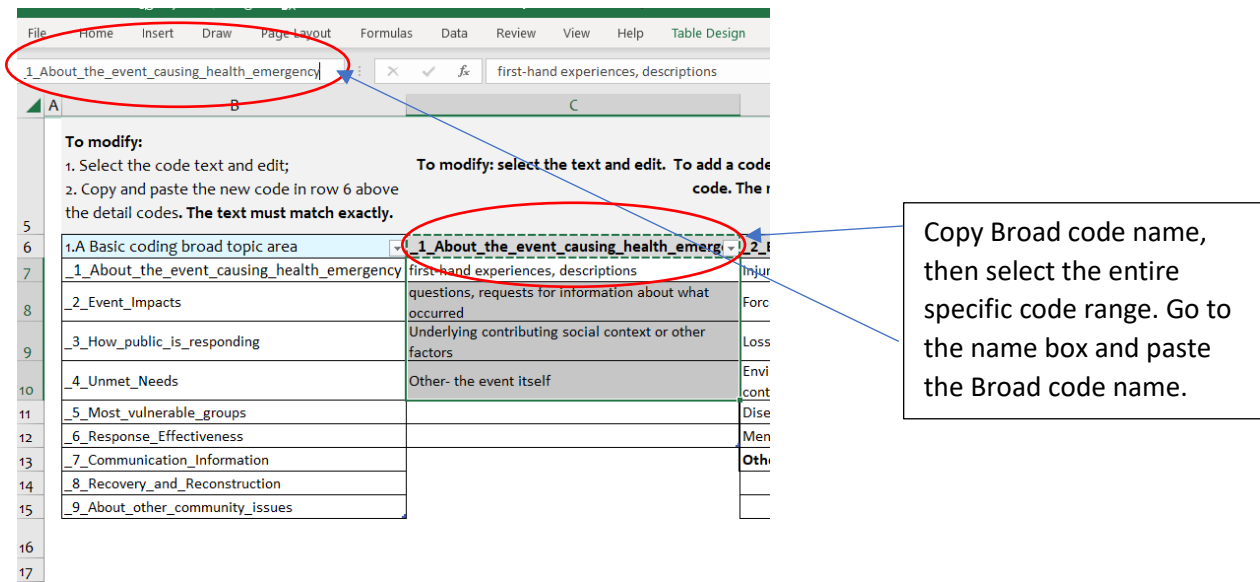 File Home Insert Draw Page Layout Formulas Data Review View Help Table Design
_1_About_the_event_causing_health_emergency fx first-hand experiences, descriptions
A B C
To modify:
1. Select the code text and edit;
2. Copy and paste the new code in row 6 above
the detail codes. The text must match exactly.
To modify: select the text and edit. To add a code
code. The
5
6 1.A Basic coding broad topic area _1_About_the_event_causing_health_emerge
7 _1_About_the_event_causing_health_emergency first-hand experiences, descriptions
8 _2_Event_Impacts questions, requests for information about what
occurred
9 _3_How_public_is_responding Underlying contributing social context or other
factors
10 _4_Unmet_Needs Other- the event itself
11 _5_Most_vulnerable_groups
12 _6_Response_Effectiveness
13 _7_Communication_Information
14 _8_Recovery_and_Reconstruction
15 _9_About_other_community_issues
16
17
Copy Broad code name,
then select the entire
specific code range. Go to
the name box and paste
the Broad code name.